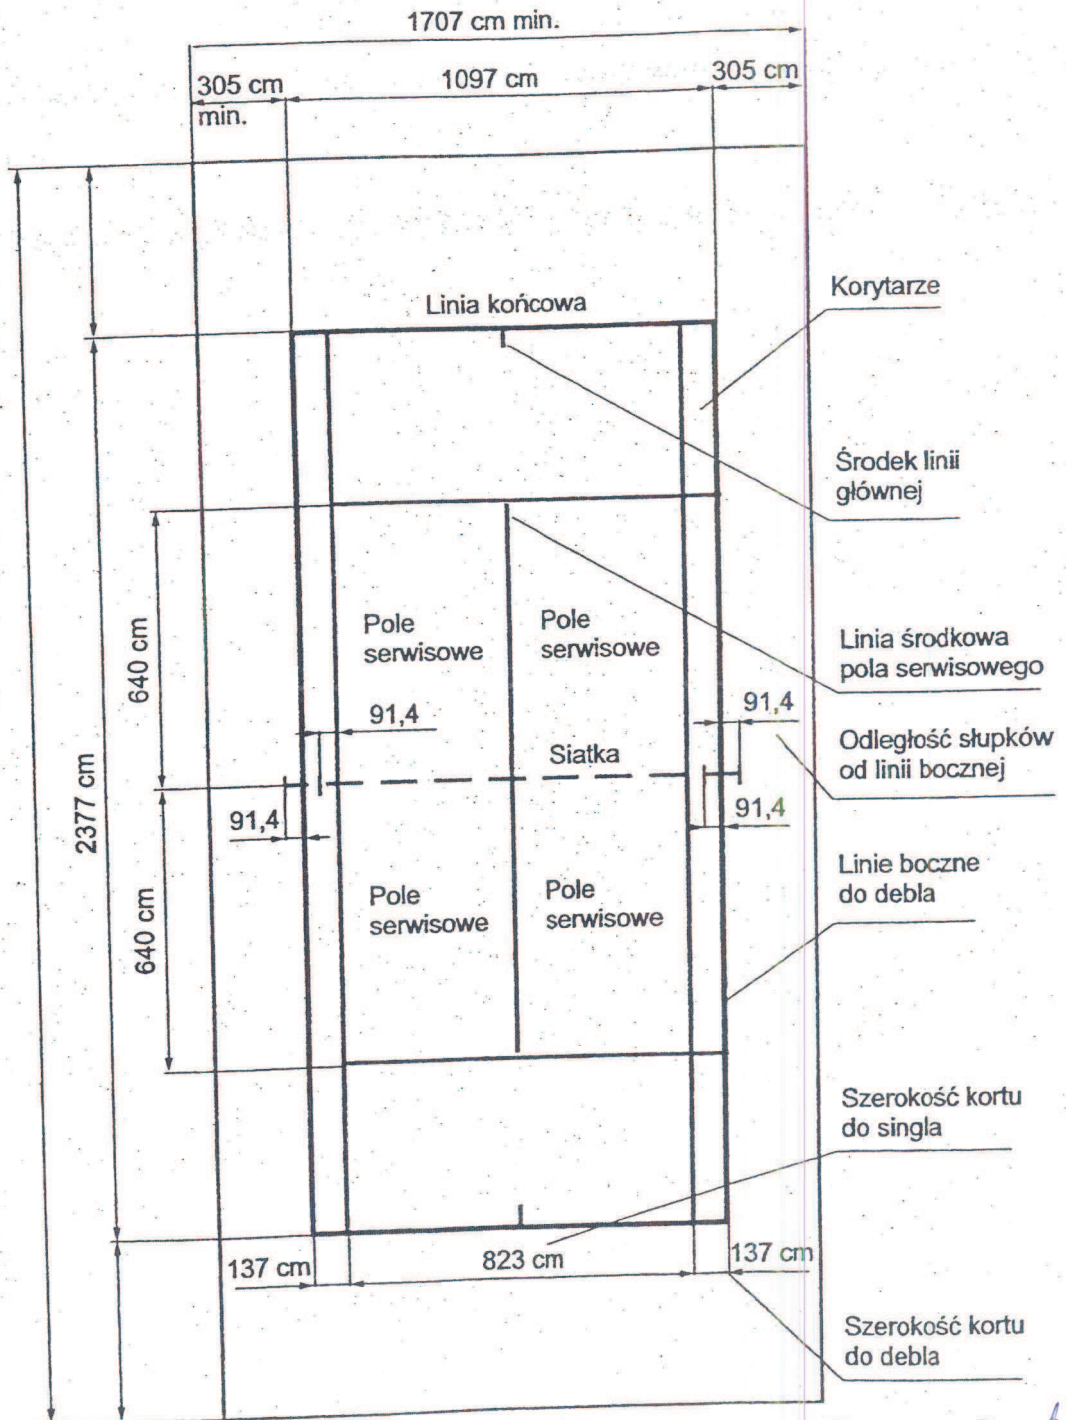 1707 cm min.
305 cm
min.
1097 cm
305 cm
Linia końcowa
Korytarze
Środek linii
głównej
Pole
serwisowe
Pole
serwisowe
Linia środkowa
pola serwisowego
640 cm
91,4
91,4
Siatka
Odległość słupków
od linii bocznej
2377 cm
91,4
91,4
Linie boczne
do debla
Pole
serwisowe
Pole
serwisowe
640 cm
Szerokość kortu
do singla
137 cm
823 cm
137 cm
Szerokość kortu
do debla